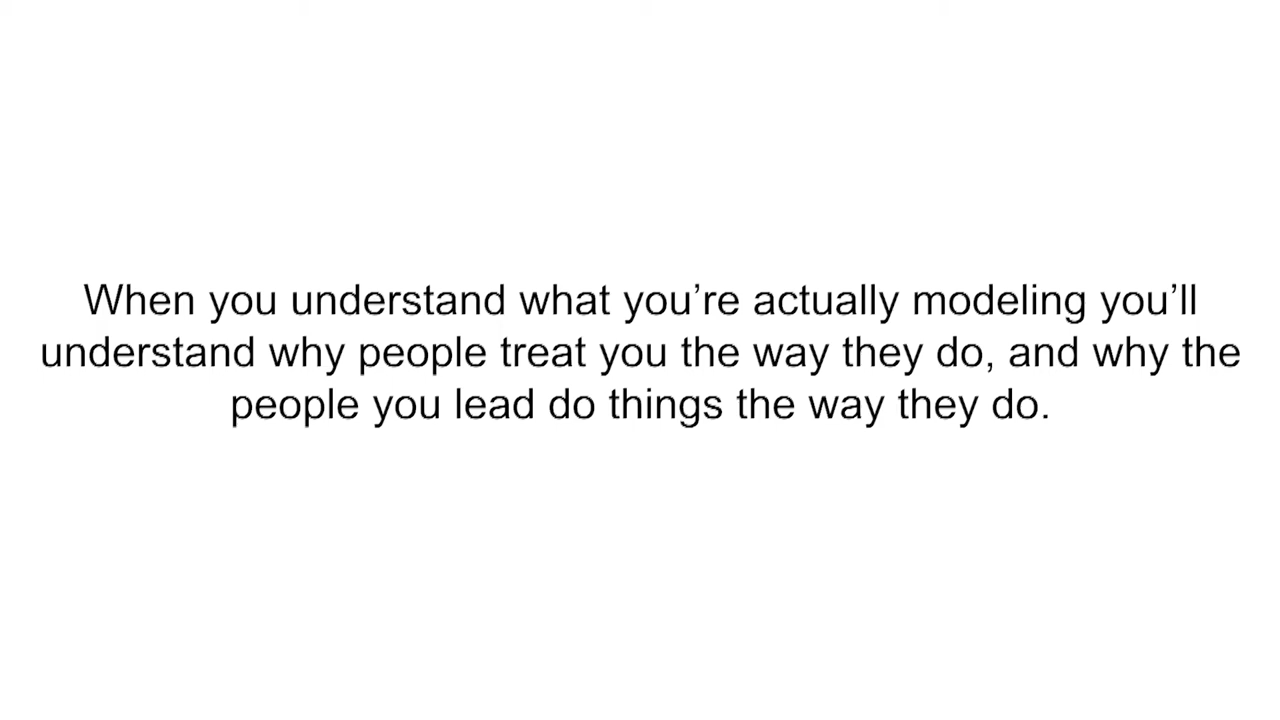 When you understand what you’re actually modeling you’ll
understand why people treat you the way they do, and why the
people you lead do things the way they do.